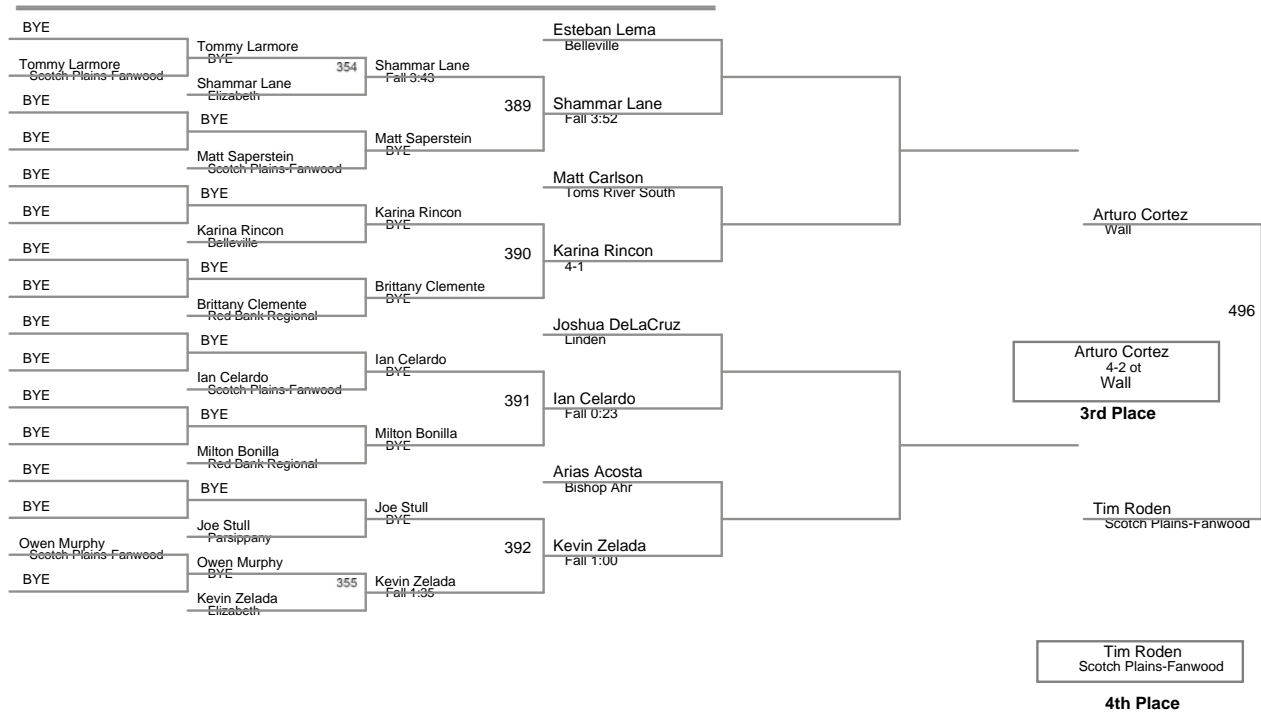 BYE
Tommy Larmore
Scotch Plains-Fanwood
BYE
BYE
BYE
BYE
BYE
BYE
BYE
BYE
BYE
BYE
BYE
BYE
Owen Murphy
Scotch Plains-Fanwood
BYE
Tommy Larmore
BYE
354
Shammar Lane
Elizabeth
BYE
Matt Saperstein
Scotch Plains-Fanwood
BYE
Karina Rincon
Belleville
BYE
Brittany Clemente
Red Bank Regional
BYE
Ian Celardo
Scotch Plains-Fanwood
BYE
Milton Bonilla
Red Bank Regional
BYE
Joe Stull
Parsippany
Owen Murphy
BYE
355
Kevin Zelada
Elizabeth
Shammar Lane
Fall 3:43
389
Matt Saperstein
BYE
Karina Rincon
BYE
390
Brittany Clemente
BYE
Ian Celardo
BYE
391
Milton Bonilla
BYE
Joe Stull
BYE
392
Kevin Zelada
Fall 1:35
Esteban Lema
Belleville
Shammar Lane
Fall 3:52
Matt Carlson
Toms River South
Karina Rincon
4-1
Joshua DeLaCruz
Linden
Ian Celardo
Fall 0:23
Arias Acosta
Bishop Ahr
Kevin Zelada
Fall 1:00
Arturo Cortez
Wall
496
Arturo Cortez
4-2 ot
Wall
3rd Place
Tim Roden
Scotch Plains-Fanwood
Tim Roden
Scotch Plains-Fanwood
4th Place